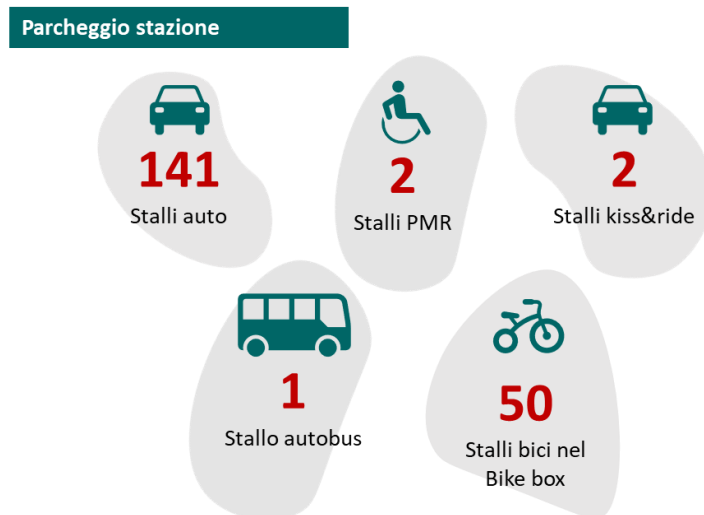 Parcheggio stazione
141
Stalli auto
2
Stalli PMR
2
Stalli kiss&ride
1
Stallo autobus
50
Stalli bici nel
Bike box